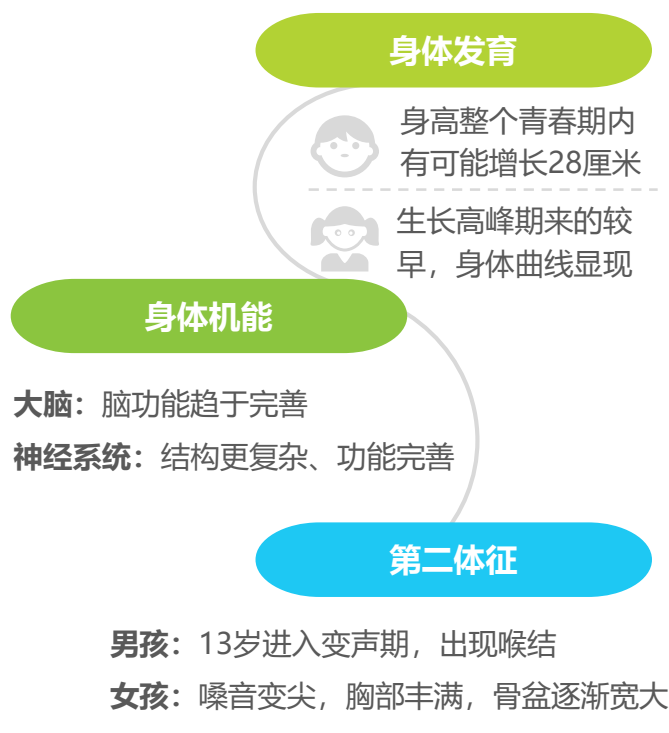 身体发育
身高整个青春期内
有可能增长28厘米
生长高峰期来的较
早，身体曲线显现
身体机能
大脑：脑功能趋于完善
神经系统：结构更复杂、功能完善
第二体征
男孩：13岁进入变声期，出现喉结
女孩：嗓音变尖，胸部丰满，骨盆逐渐宽大